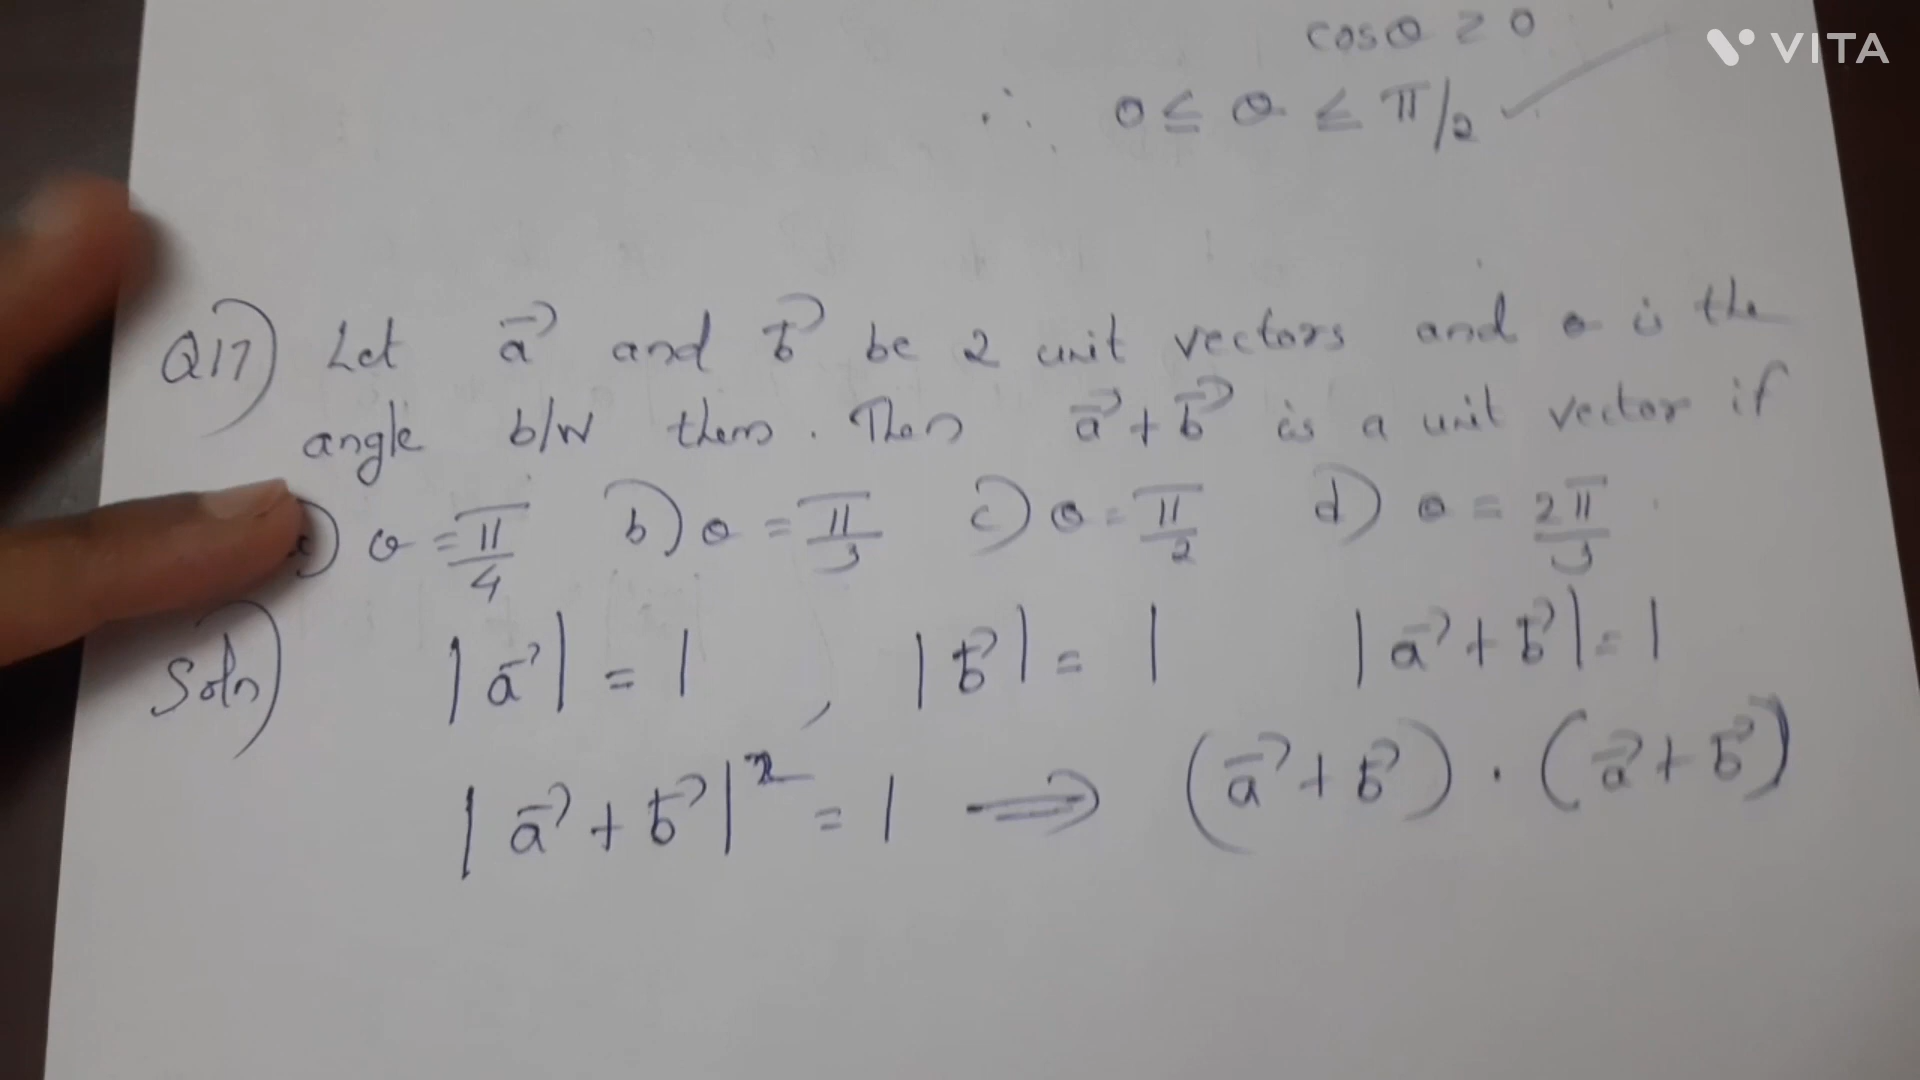 cosθ ≥ 0
VITA
∴ 0 ≤ θ ≤ π/2
Q17) Let a⃗ and b⃗ be 2 unit vectors and θ is the
angle b/w them. Then a⃗ + b⃗ is a unit vector if
) θ = π/4 b) θ = π/3 c) θ = π/2 d) θ = 2π/3
Soln) |a⃗| = 1 , |b⃗| = 1 |a⃗ + b⃗| = 1
|a⃗ + b⃗|² = 1 ⟹ (a⃗ + b⃗) · (a⃗ + b⃗)